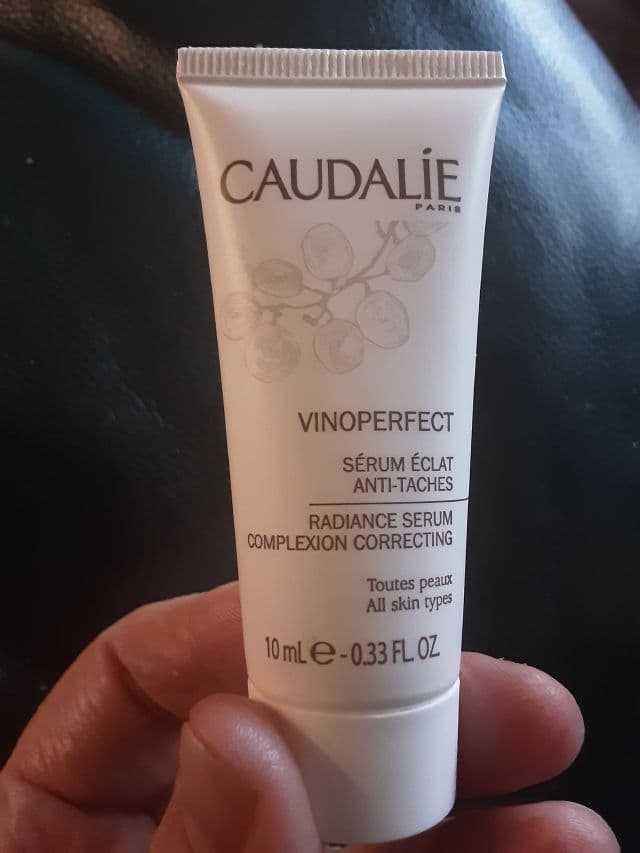 CAUDALİE
PARIS
VINOPERFECT
SÉRUM ÉCLAT
ANTI-TACHES
RADIANCE SERUM
COMPLEXION CORRECTING
Toutes peaux
All skin types
10 mL ℮ - 0.33 FL. OZ.